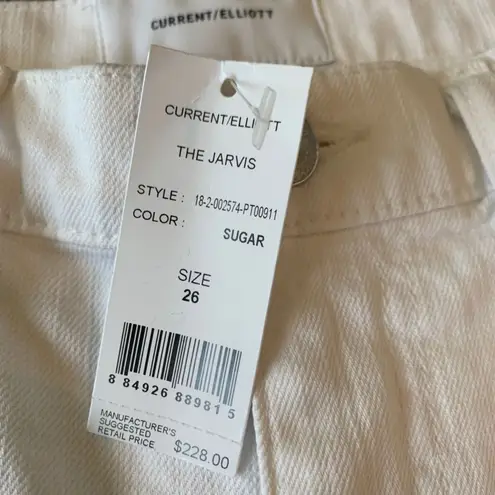 CURRENT/ELLIOTT
CURRENT/ELLIOTT
THE JARVIS
STYLE : 18-2-002574-PT00911
COLOR : SUGAR
SIZE
26
8 84926 88981 5
MANUFACTURER'S
SUGGESTED
RETAIL PRICE $228.00